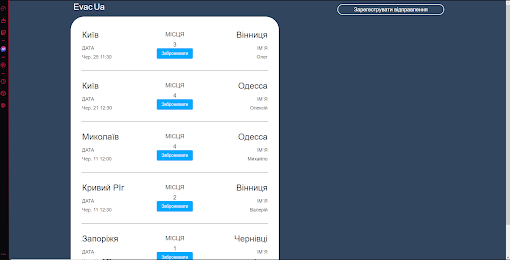 Evac Ua
Зареєструвати відправлення
Київ МІСЦЯ Вінниця
3
ДАТА Забронювати ІМ'Я
Чер. 29 11:30 Олег
Київ МІСЦЯ Одесса
4
ДАТА Забронювати ІМ'Я
Чер. 21 12:30 Олексій
Миколаїв МІСЦЯ Одесса
4
ДАТА Забронювати ІМ'Я
Чер. 11 12:00 Михайло
Кривий Ріг МІСЦЯ Вінниця
2
ДАТА Забронювати ІМ'Я
Чер. 11 12:30 Валерій
Запоріжя МІСЦЯ Чернівці
1
ДАТА Забронювати ІМ'Я